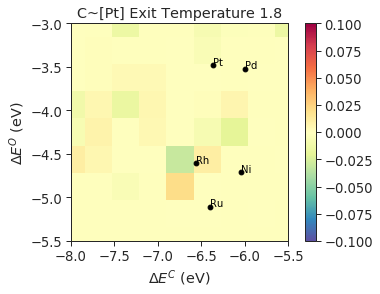 C~[Pt] Exit Temperature 1.8
−3.0
−3.5
−4.0
−4.5
−5.0
−5.5
ΔE^O (eV)
Pt
Pd
Rh
Ni
Ru
−8.0 −7.5 −7.0 −6.5 −6.0 −5.5
ΔE^C (eV)
0.100
0.075
0.050
0.025
0.000
−0.025
−0.050
−0.075
−0.100